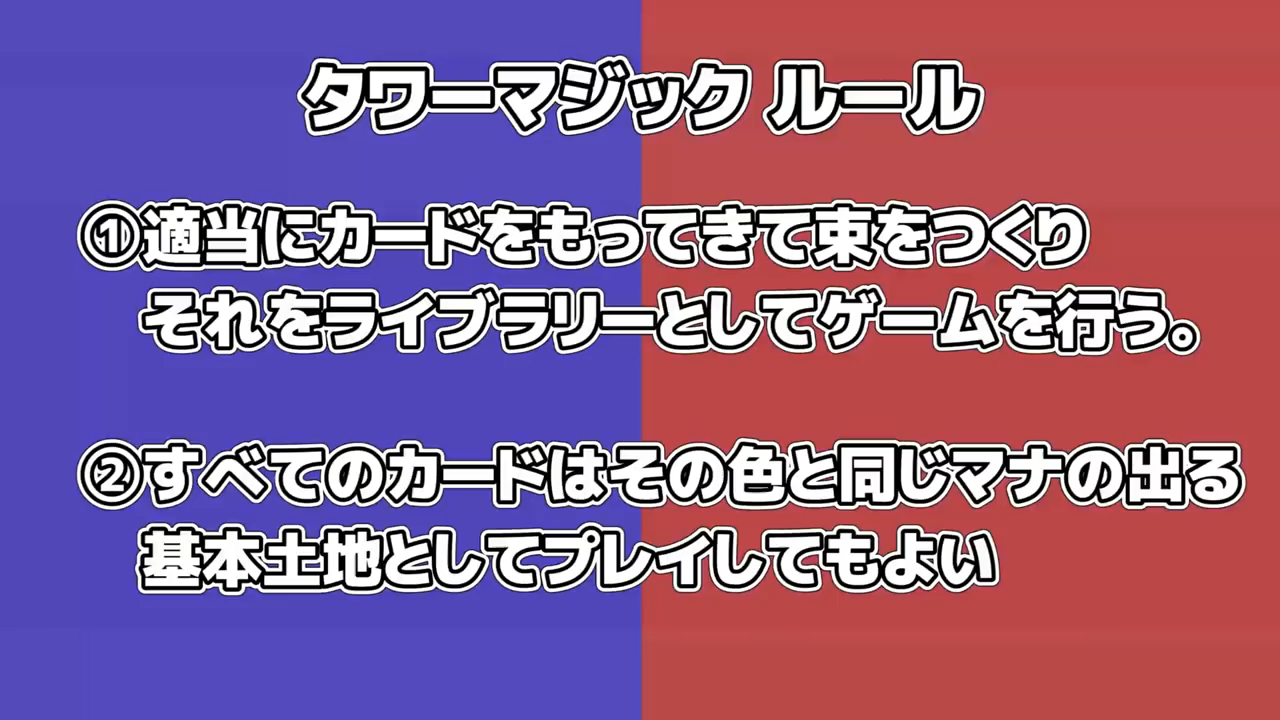 タワーマジック ルール
①適当にカードをもってきて束をつくり
それをライブラリーとしてゲームを行う。
②すべてのカードはその色と同じマナの出る
基本土地としてプレイしてもよい